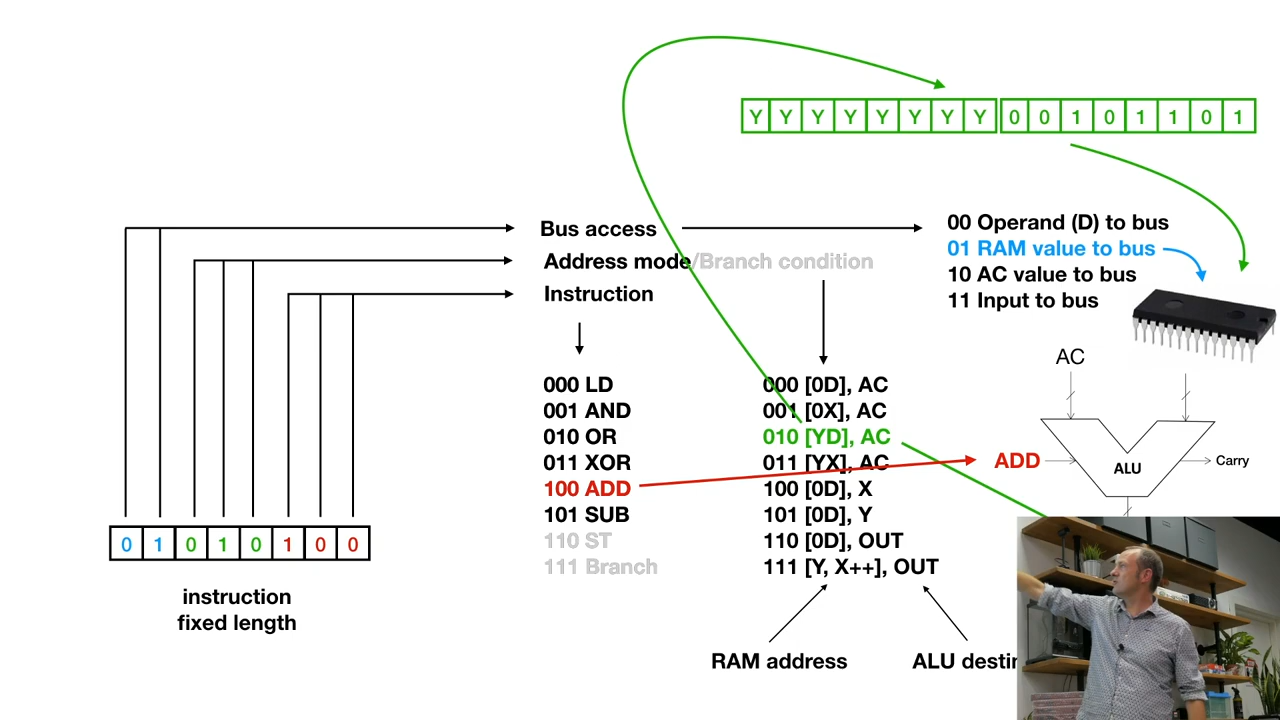 Y Y Y Y Y Y Y Y 0 0 1 0 1 1 0 1
Bus access
Address mode/Branch condition
Instruction
00 Operand (D) to bus
01 RAM value to bus
10 AC value to bus
11 Input to bus
000 LD
001 AND
010 OR
011 XOR
100 ADD
101 SUB
110 ST
111 Branch
000 [0D], AC
001 [0X], AC
010 [YD], AC
011 [YX], AC
100 [0D], X
101 [0D], Y
110 [0D], OUT
111 [Y, X++], OUT
AC
ADD
ALU
Carry
0 1 0 1 0 1 0 0
instruction
fixed length
RAM address
ALU destin